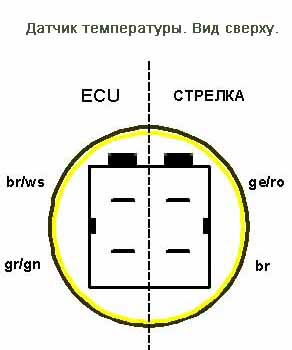 Датчик температуры. Вид сверху.
ECU СТРЕЛКА
br/ws ge/ro
gr/gn br